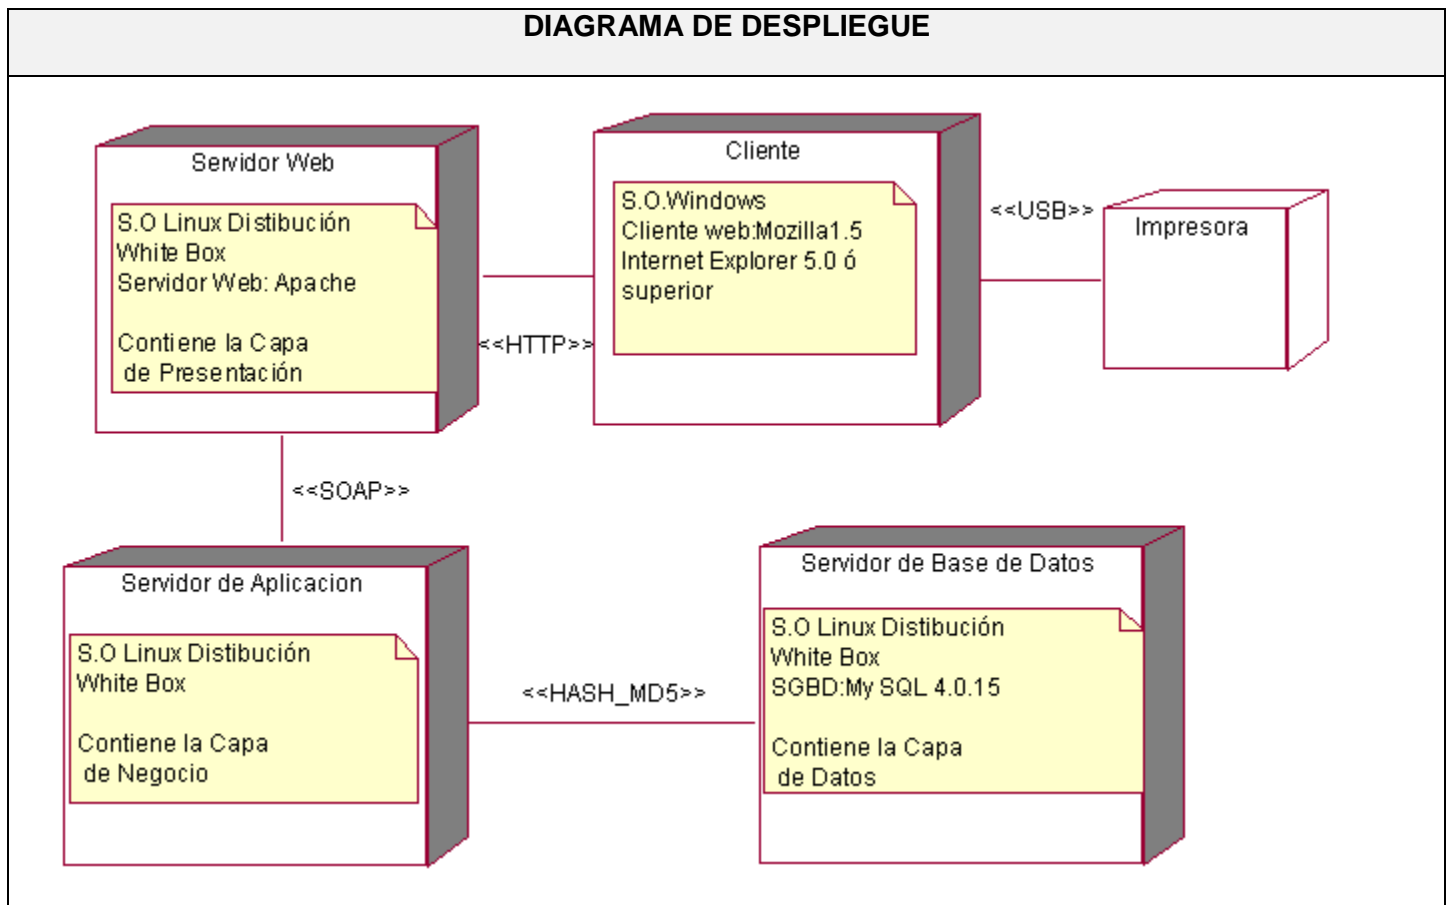 DIAGRAMA DE DESPLIEGUE
Servidor Web
S.O Linux Distibución
White Box
Servidor Web: Apache
Contiene la Capa
de Presentación
<<HTTP>>
Cliente
S.O.Windows
Cliente web:Mozilla1.5
Internet Explorer 5.0 ó
superior
<<USB>>
Impresora
<<SOAP>>
Servidor de Aplicacion
S.O Linux Distibución
White Box
Contiene la Capa
de Negocio
<<HASH_MD5>>
Servidor de Base de Datos
S.O Linux Distibución
White Box
SGBD:My SQL 4.0.15
Contiene la Capa
de Datos